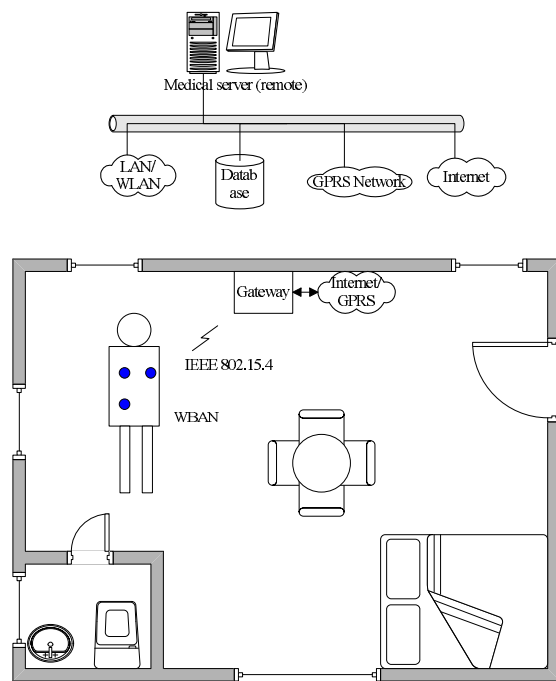 Medical server (remote)
LAN/
WLAN
Datab
ase
GPRS Network
Internet
Gateway
Internet/
GPRS
IEEE 802.15.4
WBAN